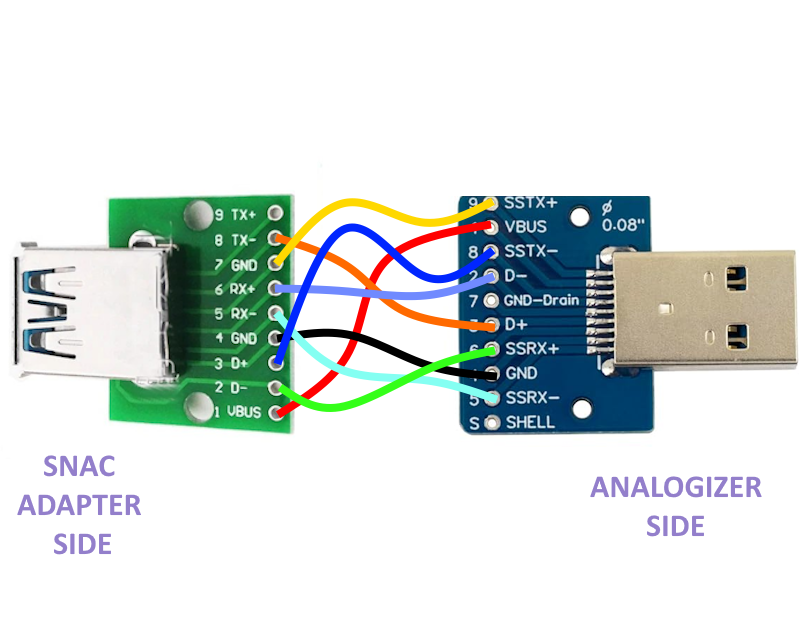 9 TX+
8 TX-
7 GND
6 RX+
5 RX-
4 GND
3 D+
2 D-
1 VBUS
SNAC
ADAPTER
SIDE
9 SSTX+
VBUS
8 SSTX-
2 D-
7 GND-Drain
D+
6 SSRX+
GND
5 SSRX-
S SHELL
ø
0.08"
ANALOGIZER
SIDE